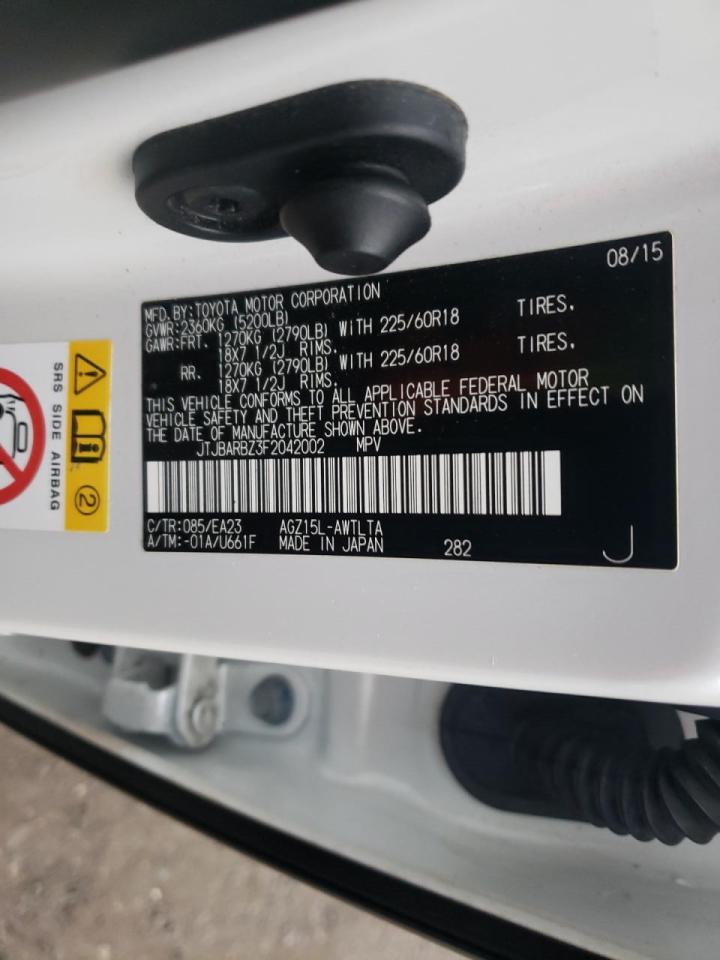 08/15
MFD.BY:TOYOTA MOTOR CORPORATION
GVWR:2360KG (5200LB)
GAWR:FRT. 1270KG (2790LB) WITH 225/60R18 TIRES.
18X7 1/2J RIMS.
RR. 1270KG (2790LB) WITH 225/60R18 TIRES.
18X7 1/2J RIMS.
THIS VEHICLE CONFORMS TO ALL APPLICABLE FEDERAL MOTOR
VEHICLE SAFETY AND THEFT PREVENTION STANDARDS IN EFFECT ON
THE DATE OF MANUFACTURE SHOWN ABOVE.
JTJBARBZ3F2042002 MPV
C/TR:085/EA23 AGZ15L-AWTLTA
A/TM:-01A/U661F MADE IN JAPAN 282 J
SRS SIDE AIRBAG
2